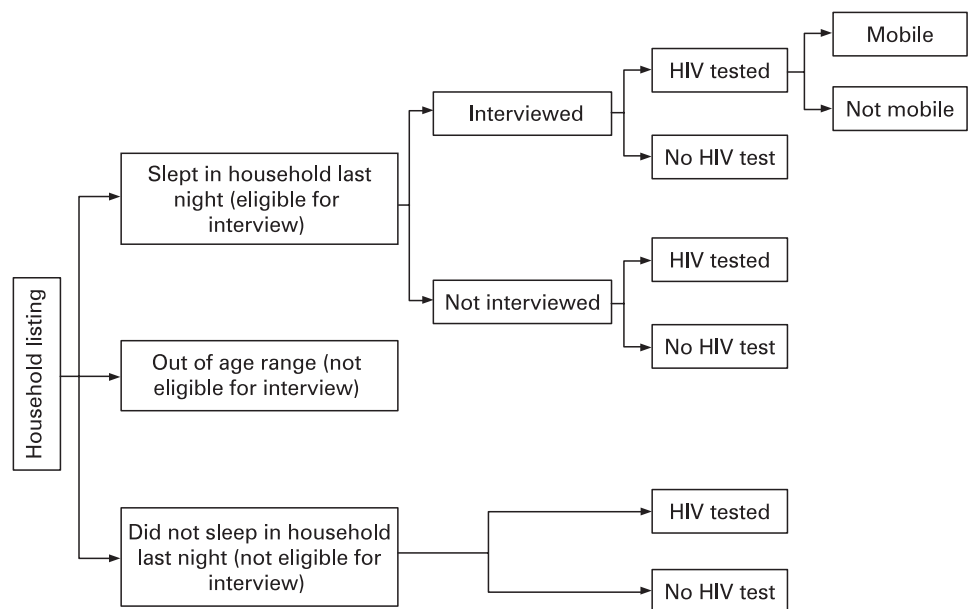 Household listing
Slept in household last
night (eligible for
interview)
Interviewed
HIV tested
Mobile
Not mobile
No HIV test
Not interviewed
HIV tested
No HIV test
Out of age range (not
eligible for interview)
Did not sleep in household
last night (not eligible for
interview)
HIV tested
No HIV test